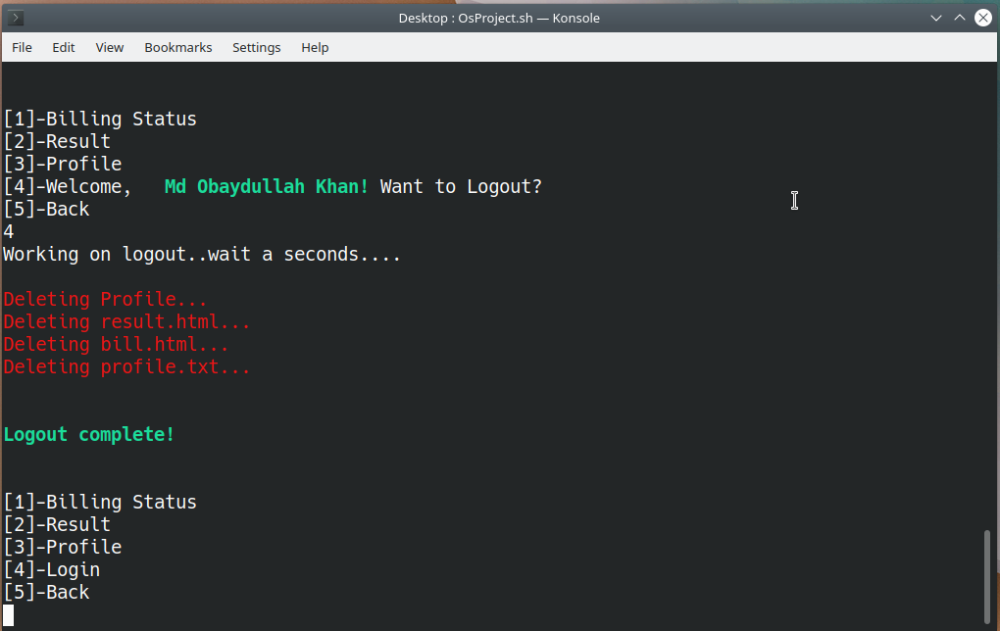 Desktop : OsProject.sh — Konsole
File Edit View Bookmarks Settings Help
[1]-Billing Status
[2]-Result
[3]-Profile
[4]-Welcome,   Md Obaydullah Khan! Want to Logout?
[5]-Back
4
Working on logout..wait a seconds....
Deleting Profile...
Deleting result.html...
Deleting bill.html...
Deleting profile.txt...
Logout complete!
[1]-Billing Status
[2]-Result
[3]-Profile
[4]-Login
[5]-Back